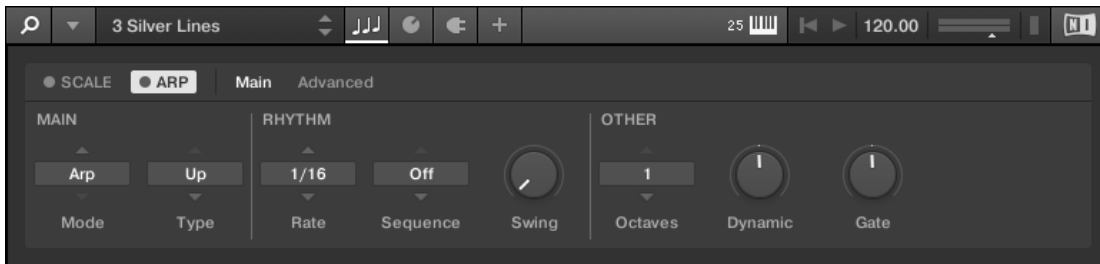 3 Silver Lines
25
120.00
NI
SCALE ARP Main Advanced
MAIN RHYTHM OTHER
Arp Up 1/16 Off 1
Mode Type Rate Sequence Swing Octaves Dynamic Gate